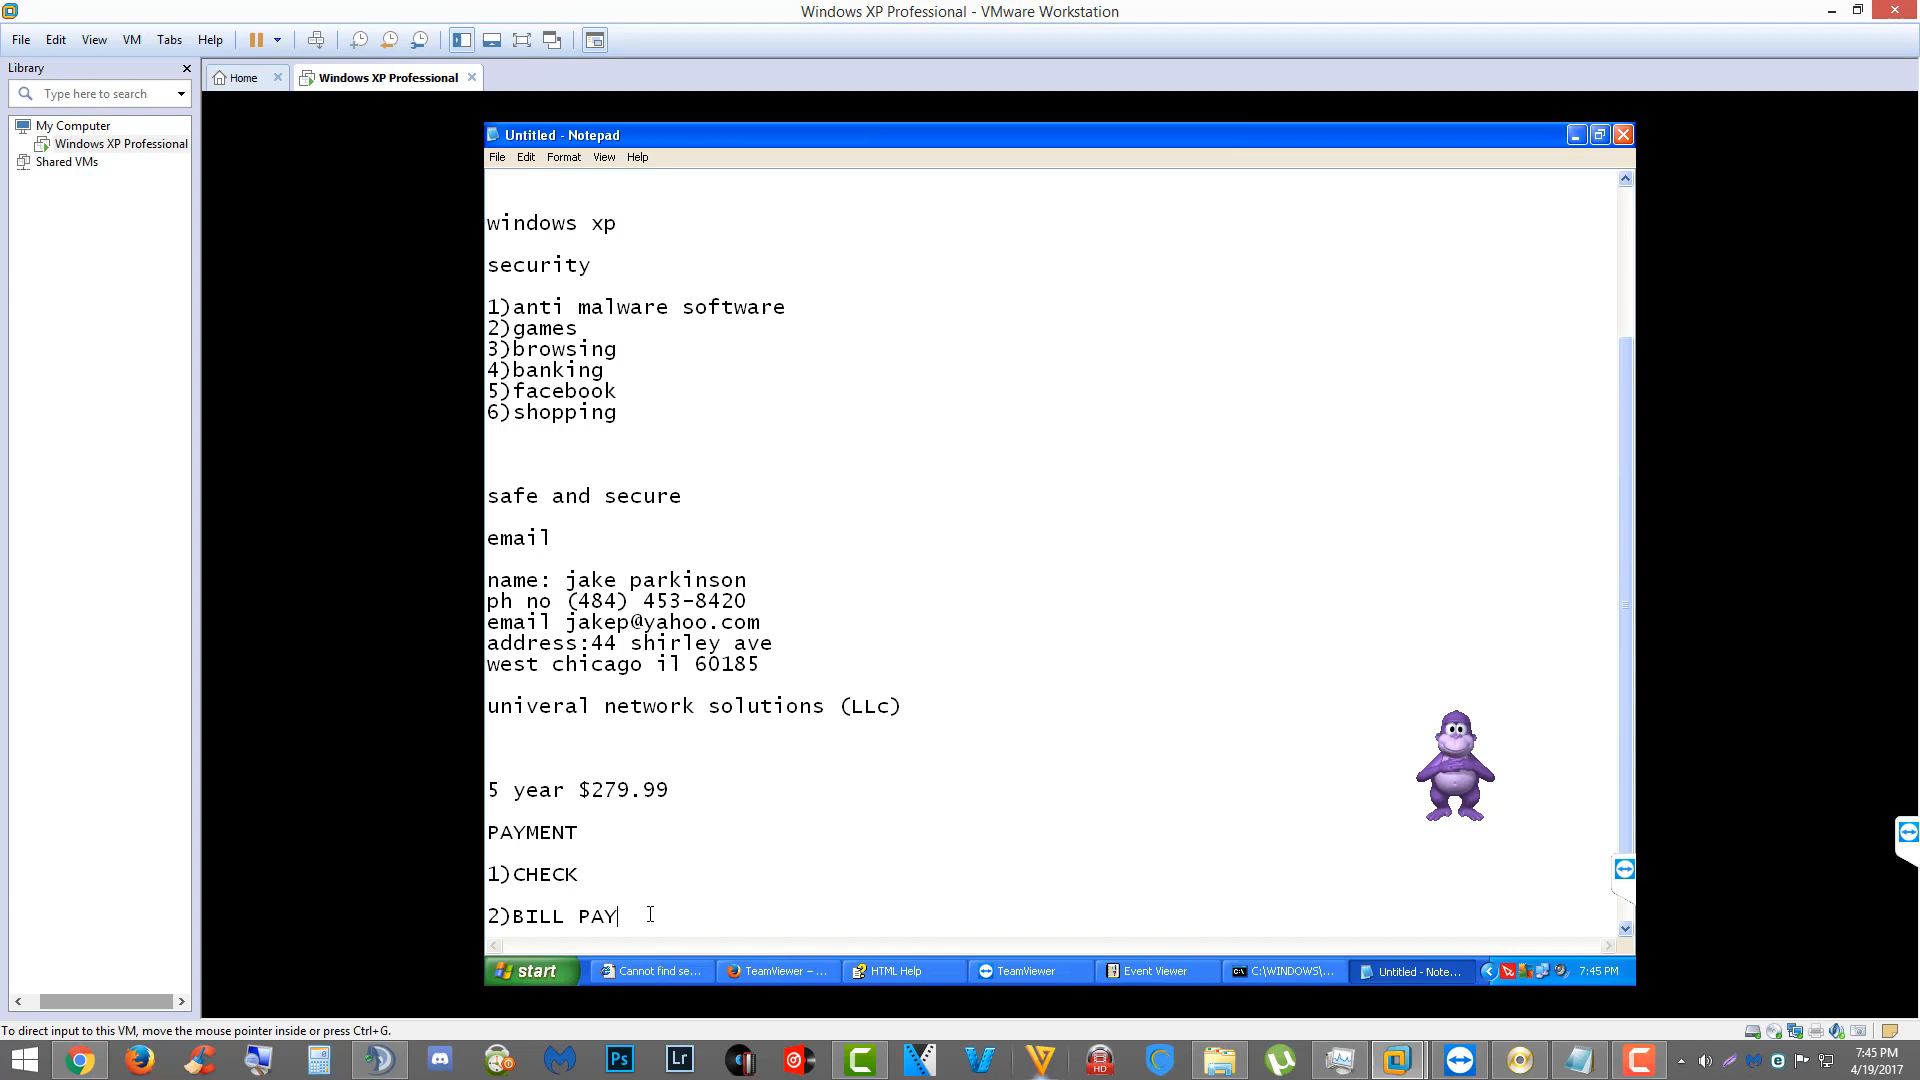 Windows XP Professional - VMware Workstation
File Edit View VM Tabs Help
Library
Home
Windows XP Professional
Type here to search
My Computer
Windows XP Professional
Shared VMs
Untitled - Notepad
File Edit Format View Help
windows xp
security
1)anti malware software
2)games
3)browsing
4)banking
5)facebook
6)shopping
safe and secure
email
name: jake parkinson
ph no (484) 453-8420
email jakep@yahoo.com
address:44 shirley ave
west chicago il 60185
univeral network solutions (LLc)
5 year $279.99
PAYMENT
1)CHECK
2)BILL PAY
start
Cannot find se...
TeamViewer – ...
HTML Help
TeamViewer
Event Viewer
C:\WINDOWS\...
Untitled - Note...
7:45 PM
To direct input to this VM, move the mouse pointer inside or press Ctrl+G.
Ps
Lr
HD
7:45 PM
4/19/2017